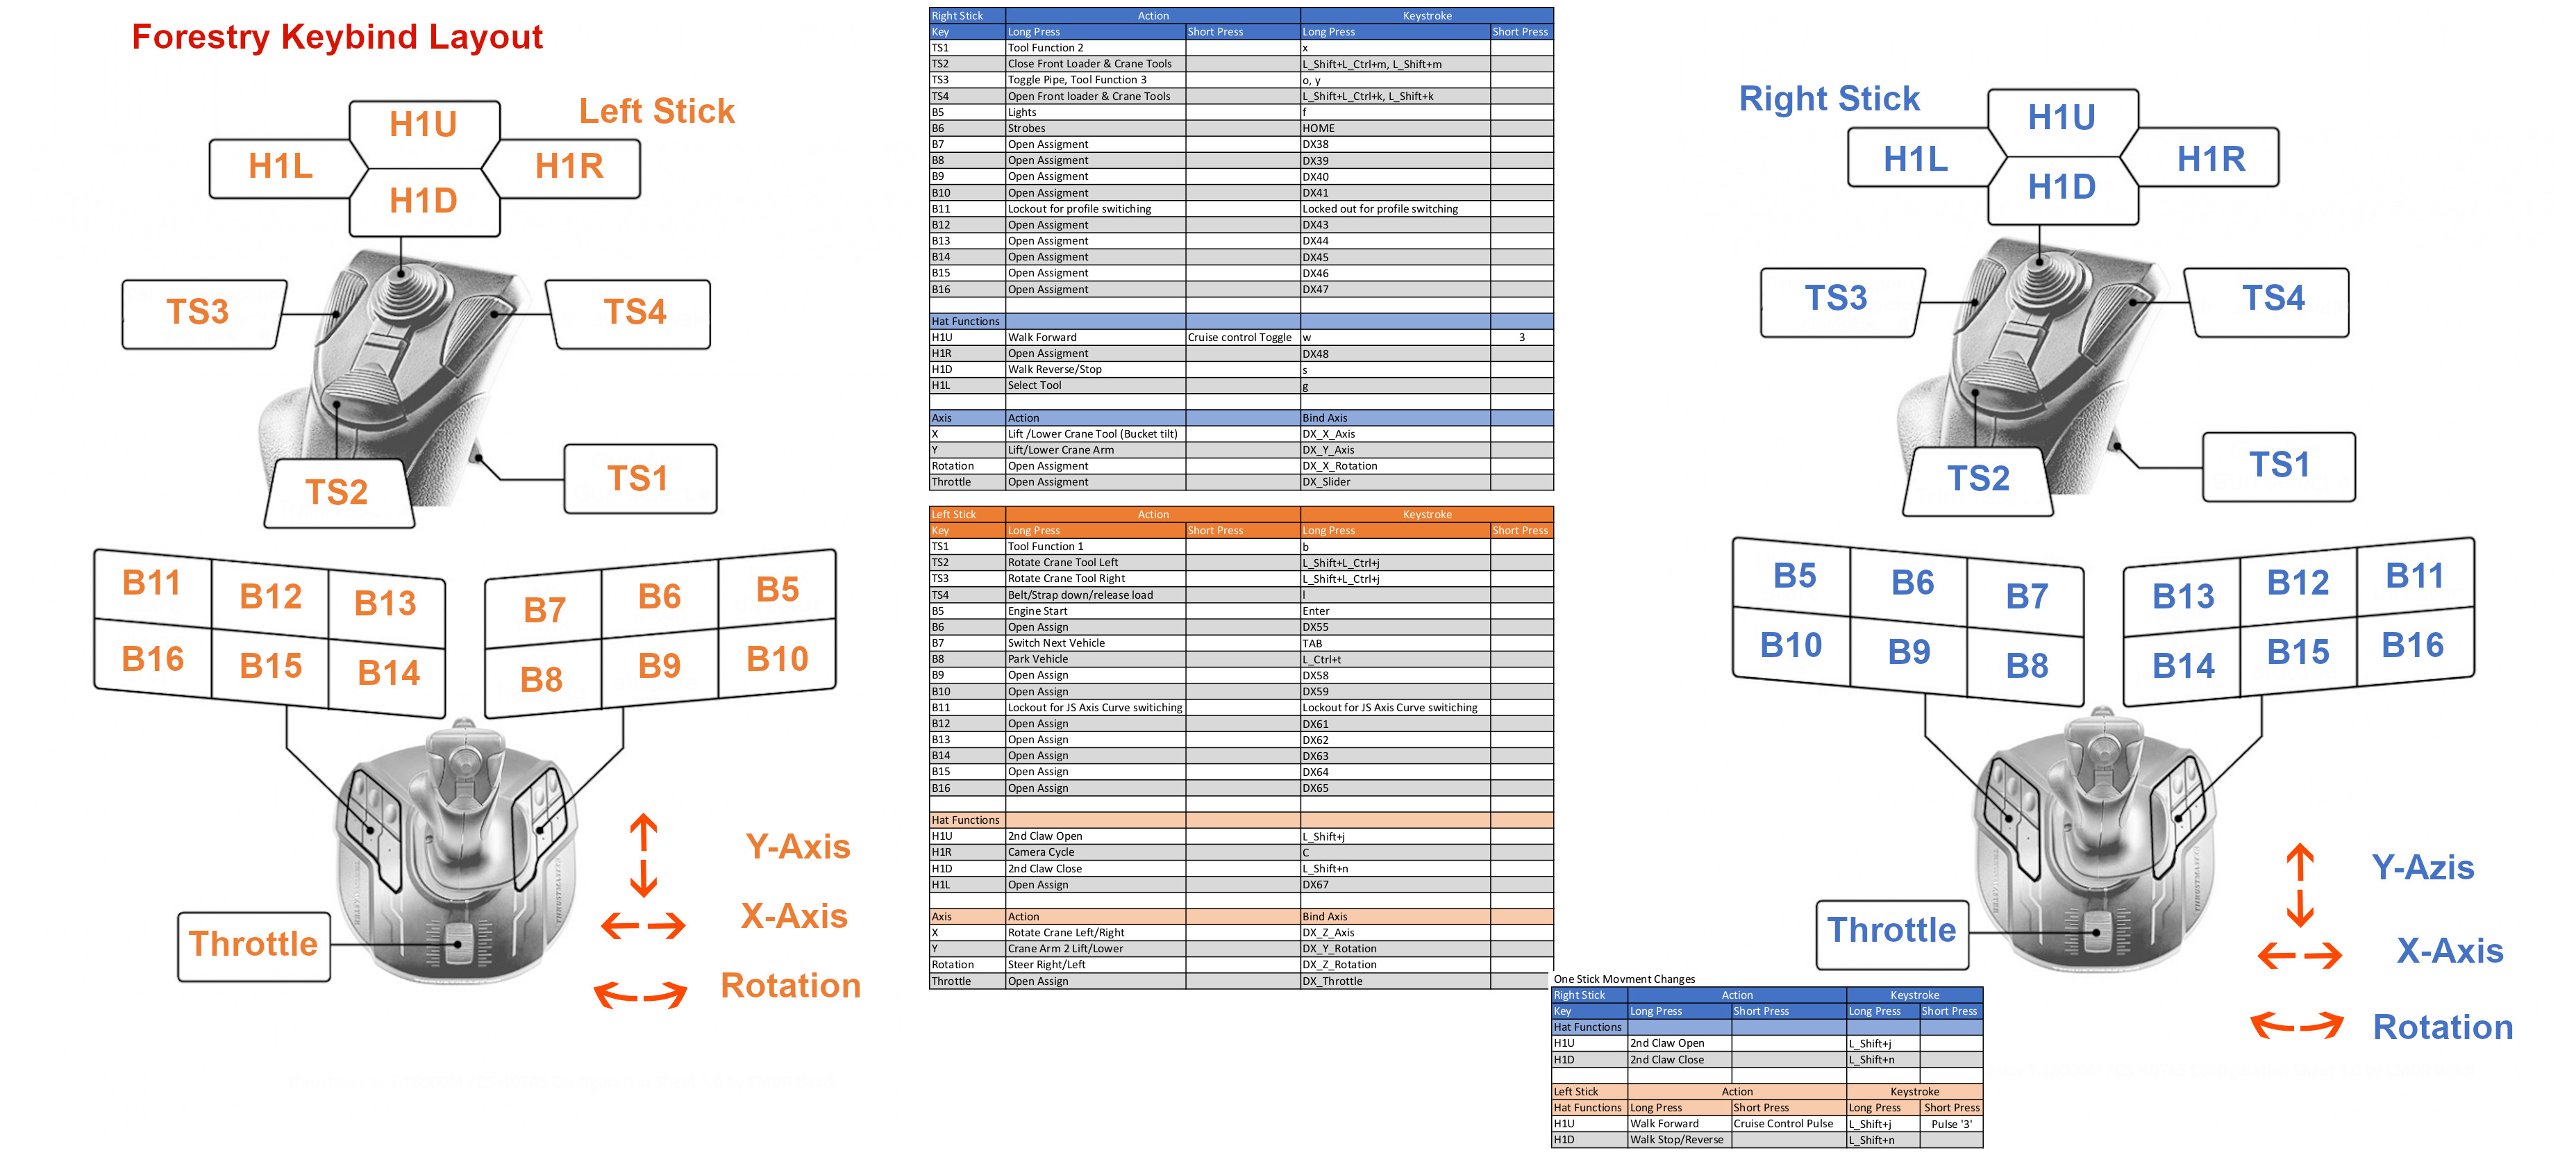 Forestry Keybind Layout
Left Stick
H1U
H1L
H1R
H1D
TS3
TS4
TS2
TS1
B11 B12 B13
B16 B15 B14
B7 B6 B5
B8 B9 B10
Y-Axis
X-Axis
Rotation
Throttle
THRUSTMASTER
Right Stick Action Keystroke
Key Long Press Short Press Long Press Short Press
TS1 Tool Function 2 x
TS2 Close Front Loader & Crane Tools L_Shift+L_Ctrl+m, L_Shift+m
TS3 Toggle Pipe, Tool Function 3 o, y
TS4 Open Front loader & Crane Tools L_Shift+L_Ctrl+k, L_Shift+k
B5 Lights f
B6 Strobes HOME
B7 Open Assigment DX38
B8 Open Assigment DX39
B9 Open Assigment DX40
B10 Open Assigment DX41
B11 Lockout for profile switiching Locked out for profile switching
B12 Open Assigment DX43
B13 Open Assigment DX44
B14 Open Assigment DX45
B15 Open Assigment DX46
B16 Open Assigment DX47
Hat Functions
H1U Walk Forward Cruise control Toggle w 3
H1R Open Assigment DX48
H1D Walk Reverse/Stop s
H1L Select Tool g
Axis Action Bind Axis
X Lift /Lower Crane Tool (Bucket tilt) DX_X_Axis
Y Lift/Lower Crane Arm DX_Y_Axis
Rotation Open Assigment DX_X_Rotation
Throttle Open Assigment DX_Slider
Left Stick Action Keystroke
Key Long Press Short Press Long Press Short Press
TS1 Tool Function 1 b
TS2 Rotate Crane Tool Left L_Shift+L_Ctrl+j
TS3 Rotate Crane Tool Right L_Shift+L_Ctrl+j
TS4 Belt/Strap down/release load l
B5 Engine Start Enter
B6 Open Assign DX55
B7 Switch Next Vehicle TAB
B8 Park Vehicle L_Ctrl+t
B9 Open Assign DX58
B10 Open Assign DX59
B11 Lockout for JS Axis Curve switiching Lockout for JS Axis Curve switiching
B12 Open Assign DX61
B13 Open Assign DX62
B14 Open Assign DX63
B15 Open Assign DX64
B16 Open Assign DX65
Hat Functions
H1U 2nd Claw Open L_Shift+j
H1R Camera Cycle C
H1D 2nd Claw Close L_Shift+n
H1L Open Assign DX67
Axis Action Bind Axis
X Rotate Crane Left/Right DX_Z_Axis
Y Crane Arm 2 Lift/Lower DX_Y_Rotation
Rotation Steer Right/Left DX_Z_Rotation
Throttle Open Assign DX_Throttle
One Stick Movment Changes
Right Stick Action Keystroke
Key Long Press Short Press Long Press Short Press
Hat Functions
H1U 2nd Claw Open L_Shift+j
H1D 2nd Claw Close L_Shift+n
Left Stick Action Keystroke
Hat Functions Long Press Short Press Long Press Short Press
H1U Walk Forward Cruise Control Pulse L_Shift+j Pulse '3'
H1D Walk Stop/Reverse L_Shift+n
Right Stick
H1U
H1L
H1R
H1D
TS3
TS4
TS2
TS1
B5 B6 B7
B10 B9 B8
B13 B12 B11
B14 B15 B16
Y-Azis
X-Axis
Rotation
Throttle
THRUSTMASTER